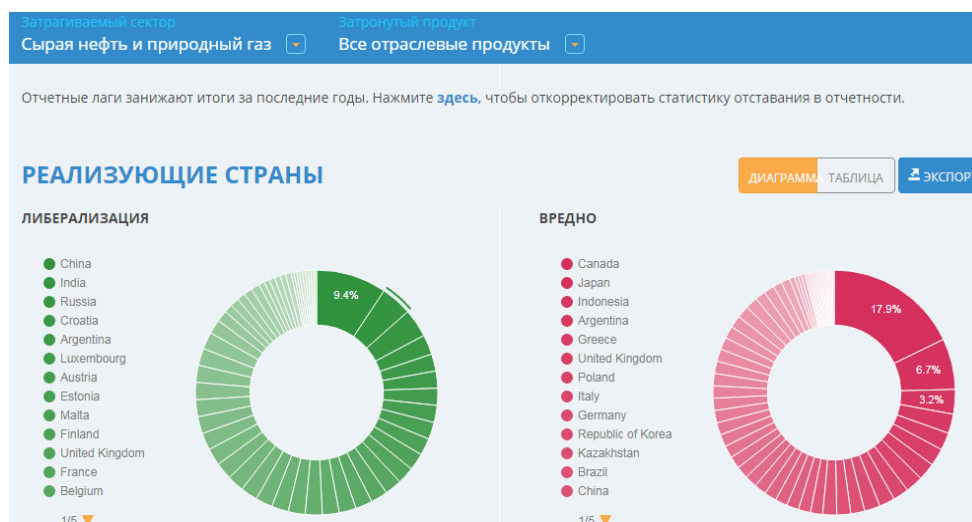 Затрагиваемый сектор
Затронутый продукт
Сырая нефть и природный газ
Все отраслевые продукты
Отчетные лаги занижают итоги за последние годы. Нажмите здесь, чтобы откорректировать статистику отставания в отчетности.
РЕАЛИЗУЮЩИЕ СТРАНЫ
ДИАГРАММА
ТАБЛИЦА
ЭКСПОРТ
ЛИБЕРАЛИЗАЦИЯ
China
India
Russia
Croatia
Argentina
Luxembourg
Austria
Estonia
Malta
Finland
United Kingdom
France
Belgium
1/5
9.4%
ВРЕДНО
Canada
Japan
Indonesia
Argentina
Greece
United Kingdom
Poland
Italy
Germany
Republic of Korea
Kazakhstan
Brazil
China
1/5
17.9%
6.7%
3.2%